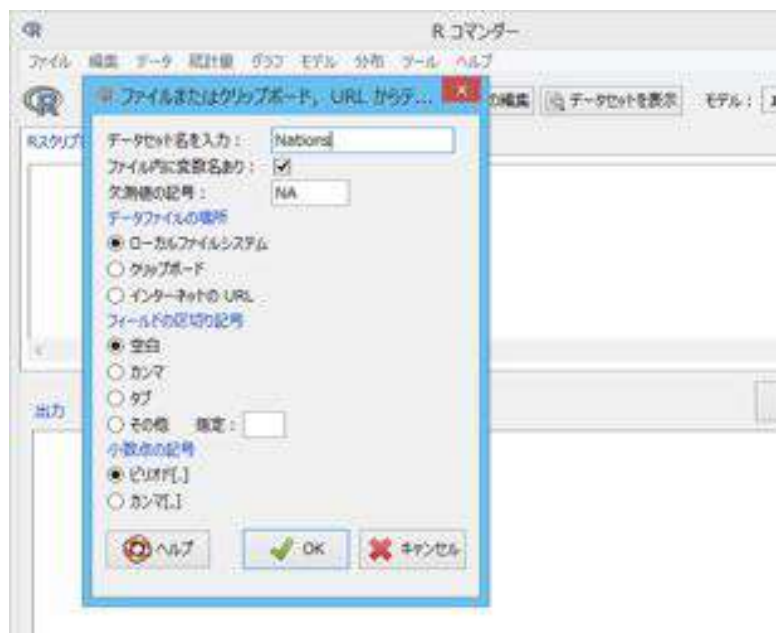 R コマンダー
ファイル 編集 データ 統計量 グラフ モデル 分布 ツール ヘルプ
ファイルまたはクリップボード, URL からテ...
の編集 データセットを表示 モデル:
Rスクリプト
データセット名を入力: Nations
ファイル内に変数名あり:
欠測値の記号: NA
データファイルの場所
ローカルファイルシステム
クリップボード
インターネットの URL
フィールドの区切り記号
空白
カンマ
タブ
その他 指定:
出力
小数点の記号
ピリオド[.]
カンマ[,]
ヘルプ OK キャンセル